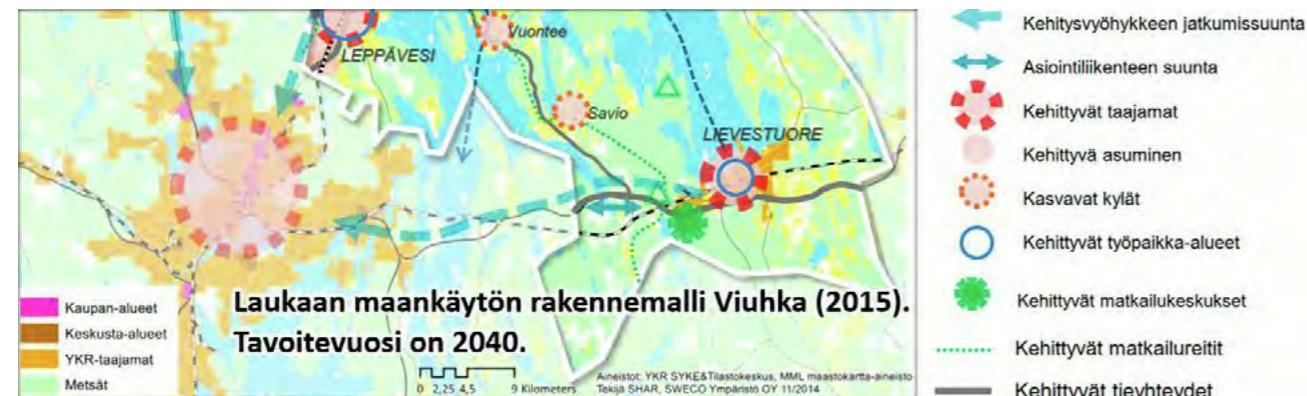 Vuontee
LEPPÄVESI
Savio
LIEVESTUORE
Kaupan-alueet
Keskusta-alueet
YKR-taajamat
Metsät
Laukaan maankäytön rakennemalli Viuhka (2015).
Tavoitevuosi on 2040.
0 2,25 4,5 9 Kilometers
Aineistot: YKR SYKE&Tilastokeskus, MML maastokartta-aineisto
Tekijä SHAR, SWECO Ympäristö OY 11/2014
Kehitysvyöhykkeen jatkumissuunta
Asiointiliikenteen suunta
Kehittyvät taajamat
Kehittyvä asuminen
Kasvavat kylät
Kehittyvät työpaikka-alueet
Kehittyvät matkailukeskukset
Kehittyvät matkailureitit
Kehittyvät tieyhteydet